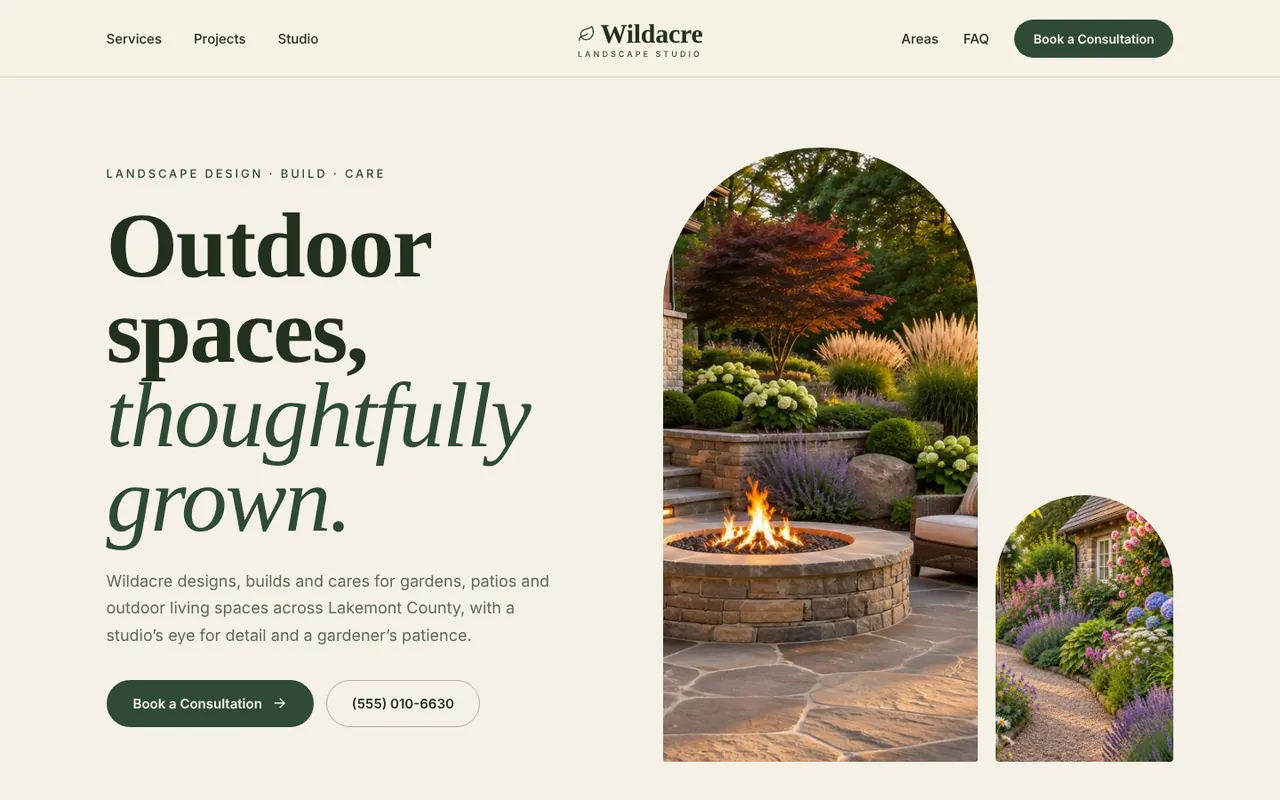 Services
Projects
Studio
Wildacre
LANDSCAPE STUDIO
Areas
FAQ
Book a Consultation
LANDSCAPE DESIGN · BUILD · CARE
Outdoor
spaces,
thoughtfully
grown.
Wildacre designs, builds and cares for gardens, patios and
outdoor living spaces across Lakemont County, with a
studio’s eye for detail and a gardener’s patience.
Book a Consultation →
(555) 010-6630